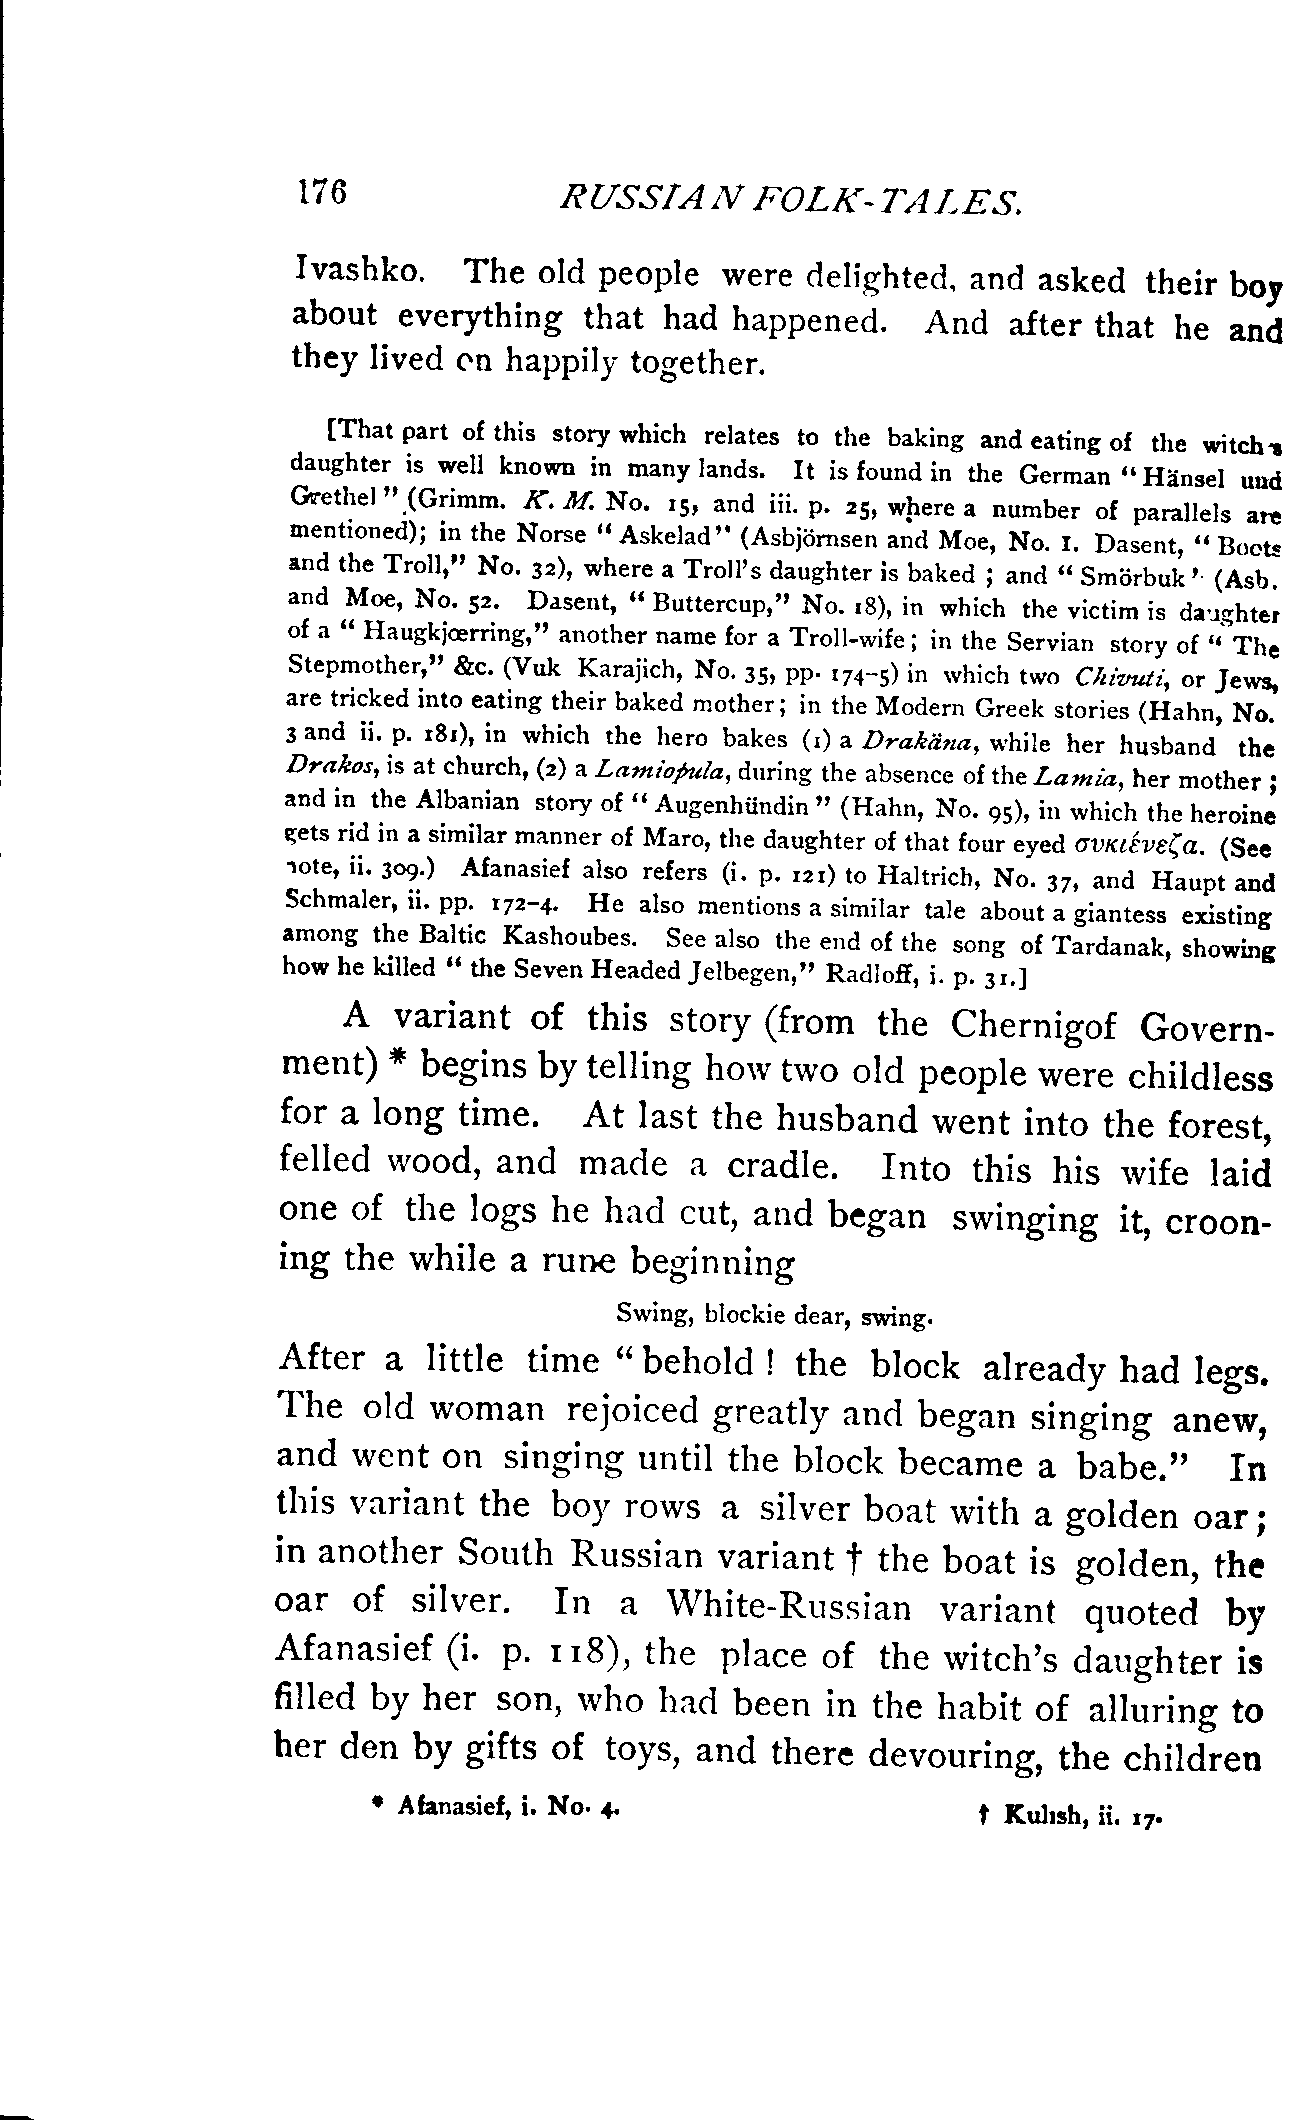 176 RUSSIAN FOLK-TALES.
Ivashko. The old people were delighted, and asked their boy
about everything that had happened. And after that he and
they lived on happily together.
[That part of this story which relates to the baking and eating of the witch's
daughter is well known in many lands. It is found in the German “Hänsel und
Grethel” (Grimm. K. M. No. 15, and iii. p. 25, where a number of parallels are
mentioned); in the Norse “Askelad” (Asbjörnsen and Moe, No. 1. Dasent, “Boots
and the Troll,” No. 32), where a Troll's daughter is baked; and “Smörbuk” (Asb.
and Moe, No. 52. Dasent, “Buttercup,” No. 18), in which the victim is daughter
of a “Haugkjœrring,” another name for a Troll-wife; in the Servian story of “The
Stepmother,” &c. (Vuk Karajich, No. 35, pp. 174-5) in which two Chivuti, or Jews,
are tricked into eating their baked mother; in the Modern Greek stories (Hahn, No.
3 and ii. p. 181), in which the hero bakes (1) a Drakäna, while her husband the
Drakos, is at church, (2) a Lamiopula, during the absence of the Lamia, her mother;
and in the Albanian story of “Augenhündin” (Hahn, No. 95), in which the heroine
gets rid in a similar manner of Maro, the daughter of that four eyed συκιένεζα. (See
note, ii. 309.) Afanasief also refers (i. p. 121) to Haltrich, No. 37, and Haupt and
Schmaler, ii. pp. 172-4. He also mentions a similar tale about a giantess existing
among the Baltic Kashoubes. See also the end of the song of Tardanak, showing
how he killed “the Seven Headed Jelbegen,” Radloff, i. p. 31.]
A variant of this story (from the Chernigof Govern-
ment) * begins by telling how two old people were childless
for a long time. At last the husband went into the forest,
felled wood, and made a cradle. Into this his wife laid
one of the logs he had cut, and began swinging it, croon-
ing the while a rune beginning
Swing, blockie dear, swing.
After a little time “behold! the block already had legs.
The old woman rejoiced greatly and began singing anew,
and went on singing until the block became a babe.” In
this variant the boy rows a silver boat with a golden oar;
in another South Russian variant † the boat is golden, the
oar of silver. In a White-Russian variant quoted by
Afanasief (i. p. 118), the place of the witch's daughter is
filled by her son, who had been in the habit of alluring to
her den by gifts of toys, and there devouring, the children
* Afanasief, i. No. 4. † Kulish, ii. 17.